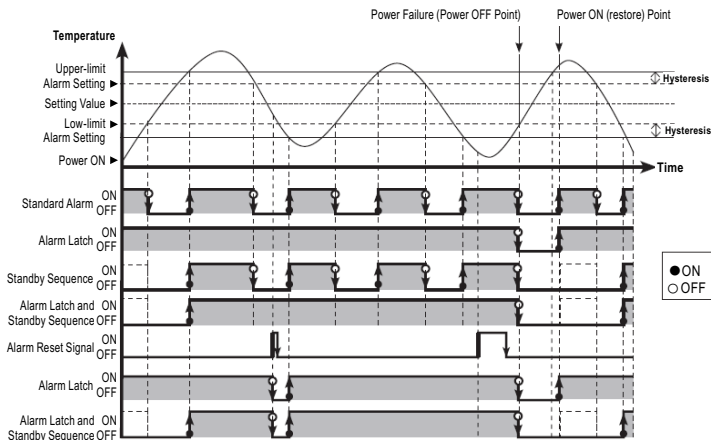 Power Failure (Power OFF Point)
Power ON (restore) Point
Temperature
Upper-limit
Alarm Setting
Hysteresis
Setting Value
Low-limit
Alarm Setting
Hysteresis
Power ON
Time
Standard Alarm ON
OFF
Alarm Latch ON
OFF
Standby Sequence ON
OFF
Alarm Latch and ON
Standby Sequence OFF
Alarm Reset Signal ON
OFF
Alarm Latch ON
OFF
Alarm Latch and ON
Standby Sequence OFF
ON
OFF